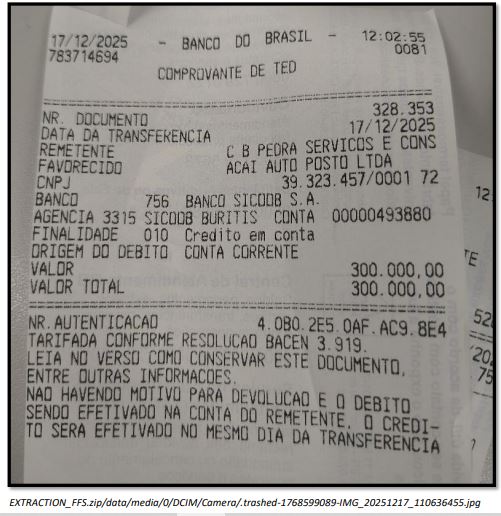 17/12/2025 - BANCO DO BRASIL - 12:02:55
783714694 0081
COMPROVANTE DE TED
NR. DOCUMENTO 328.353
DATA DA TRANSFERENCIA 17/12/2025
REMETENTE C B PEDRA SERVICOS E CONS
FAVORECIDO ACAI AUTO POSTO LTDA
CNPJ 39.323.457/0001 72
BANCO 756 BANCO SICOOB S.A.
AGENCIA 3315 SICOOB BURITIS CONTA 00000493880
FINALIDADE 010 Credito em conta
ORIGEM DO DEBITO CONTA CORRENTE
VALOR 300.000,00
VALOR TOTAL 300.000,00
NR.AUTENTICACAO 4.0B0.2E5.0AF.AC9.8E4
TARIFADA CONFORME RESOLUCAO BACEN 3.919.
LEIA NO VERSO COMO CONSERVAR ESTE DOCUMENTO,
ENTRE OUTRAS INFORMACOES.
NAO HAVENDO MOTIVO PARA DEVOLUCAO E O DEBITO
SENDO EFETIVADO NA CONTA DO REMETENTE, O CREDI-
TO SERA EFETIVADO NO MESMO DIA DA TRANSFERENCIA
EXTRACTION_FFS.zip/data/media/0/DCIM/Camera/.trashed-1768599089-IMG_20251217_110636455.jpg